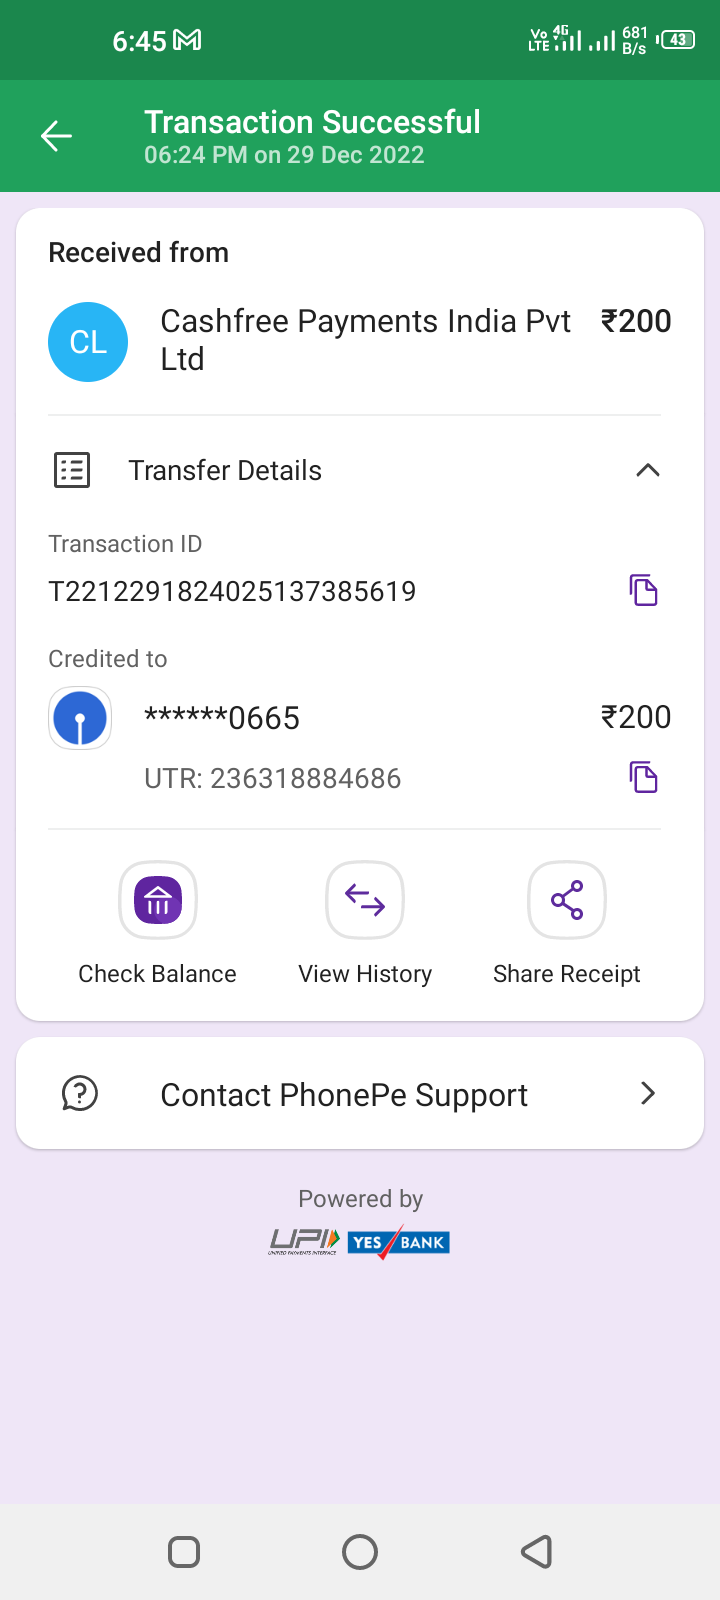 6:45
Vo LTE 4G 681 B/s 43
Transaction Successful
06:24 PM on 29 Dec 2022
Received from
CL
Cashfree Payments India Pvt ₹200
Ltd
Transfer Details
Transaction ID
T2212291824025137385619
Credited to
******0665 ₹200
UTR: 236318884686
Check Balance View History Share Receipt
Contact PhonePe Support
Powered by
UPI YES BANK
UNIFIED PAYMENTS INTERFACE